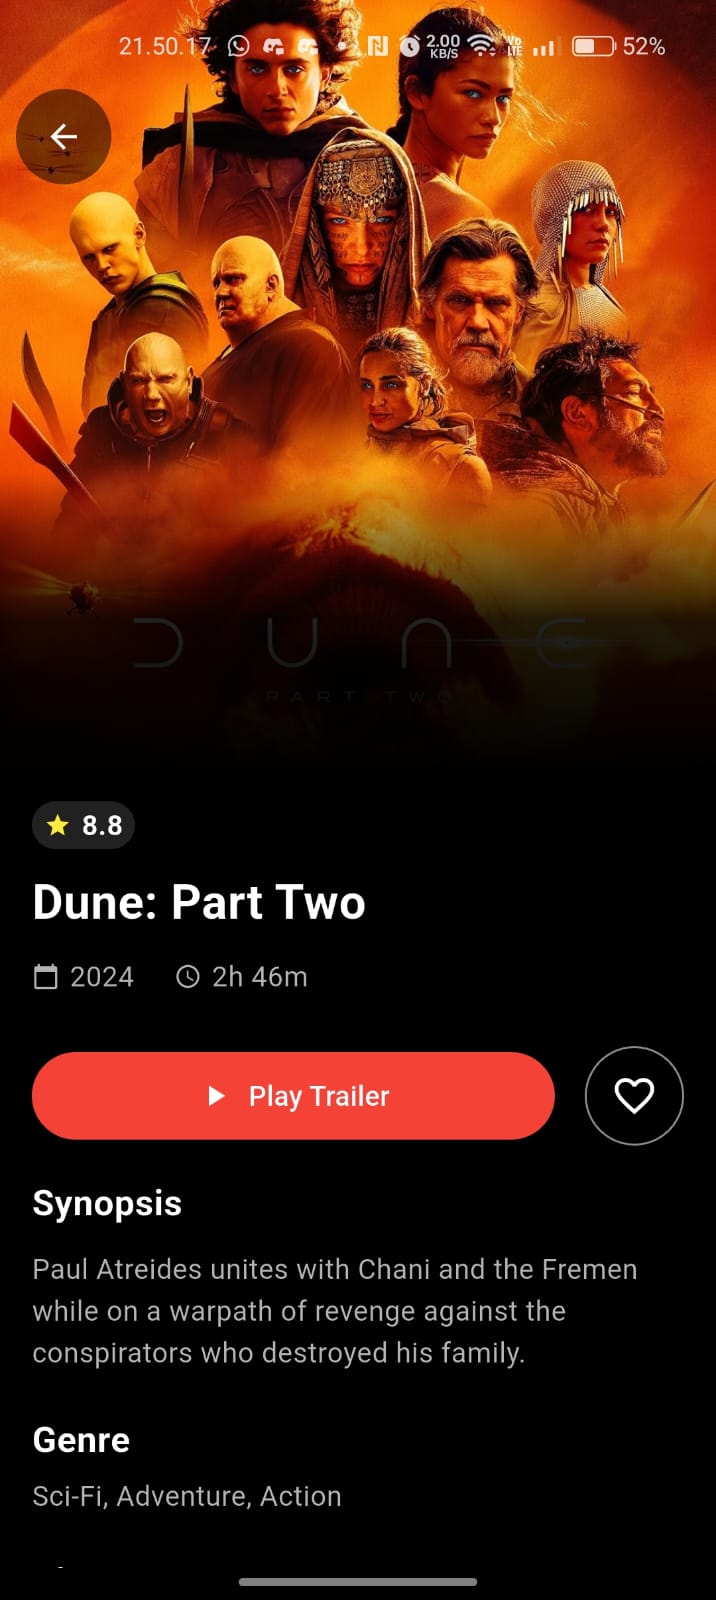 21.50.17 2.00 KB/S Vo LTE 52%
D U N E
PART TWO
8.8
Dune: Part Two
2024 2h 46m
Play Trailer
Synopsis
Paul Atreides unites with Chani and the Fremen
while on a warpath of revenge against the
conspirators who destroyed his family.
Genre
Sci-Fi, Adventure, Action